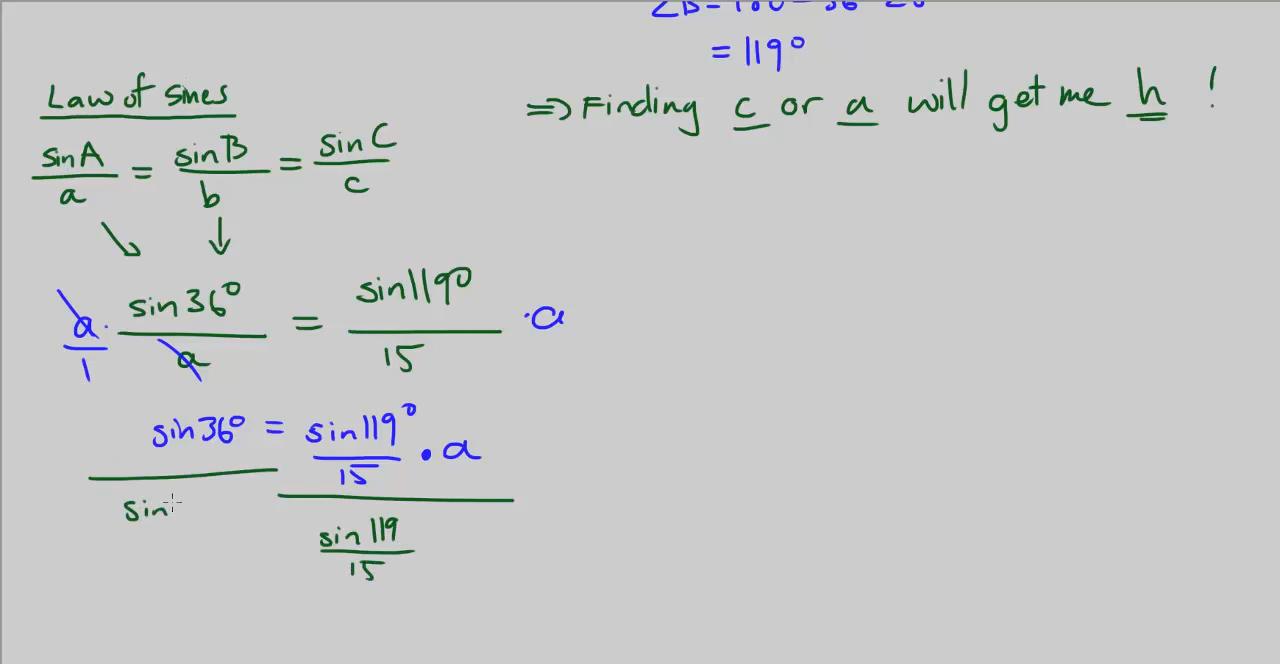 = 119°
Law of Sines
⇒ Finding c or a will get me h !
sinA/a = sinB/b = sinC/c
a/1 · sin36°/a = sin119°/15 · a
sin36° = sin119°/15 · a
sin
sin119/15